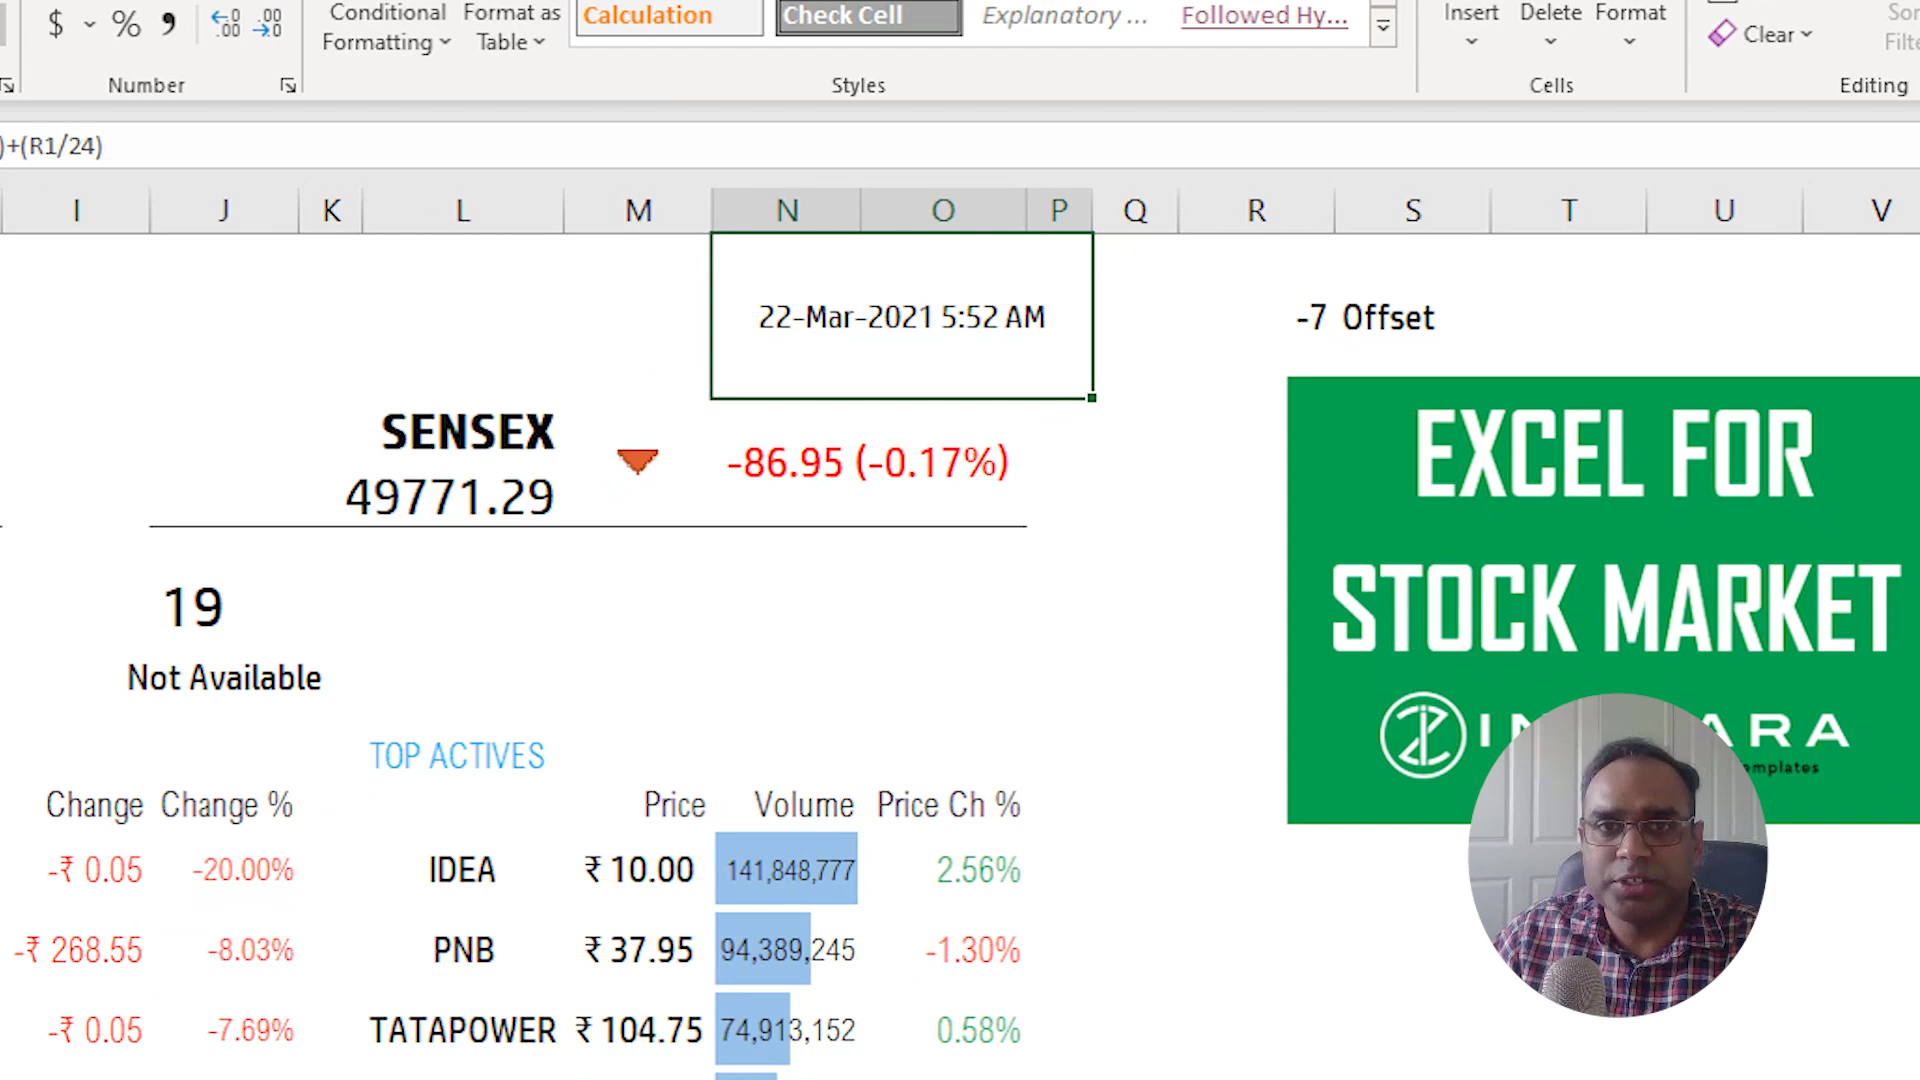 $ % 9 .00 .00
Conditional Formatting
Format as Table
Calculation
Check Cell
Explanatory ...
Followed Hy...
Insert Delete Format
Clear
Number
Styles
Cells
Editing
)+(R1/24)
I J K L M N O P Q R S T U V
22-Mar-2021 5:52 AM
-7 Offset
SENSEX
49771.29
-86.95 (-0.17%)
EXCEL FOR
STOCK MARKET
19
Not Available
TOP ACTIVES
Change Change % Price Volume Price Ch %
-₹ 0.05 -20.00% IDEA ₹ 10.00 141,848,777 2.56%
-₹ 268.55 -8.03% PNB ₹ 37.95 94,389,245 -1.30%
-₹ 0.05 -7.69% TATAPOWER ₹ 104.75 74,913,152 0.58%